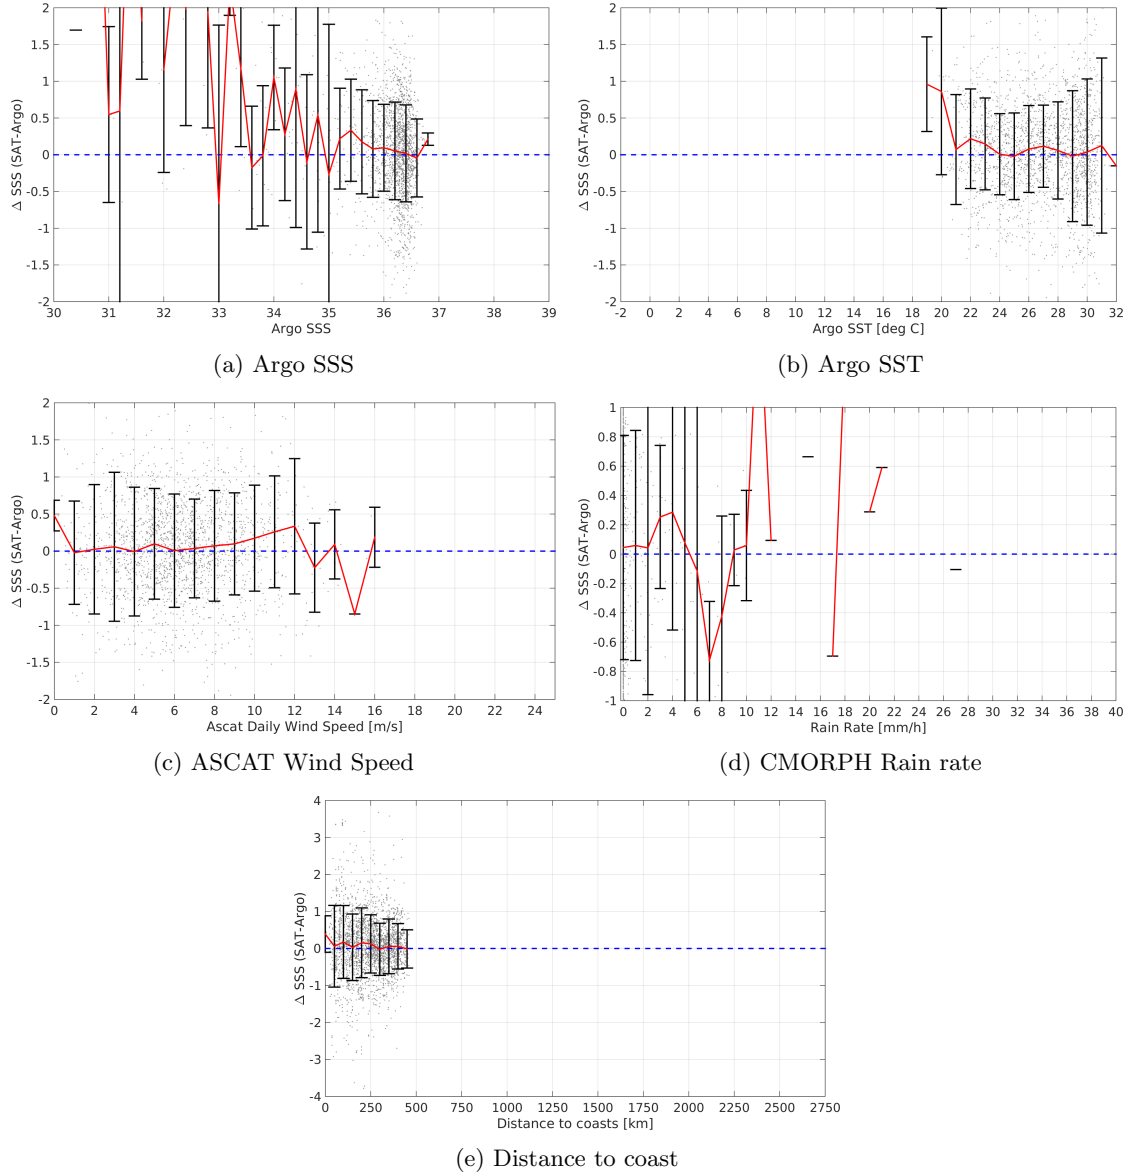 2
1.5
1
0.5
0
-0.5
-1
-1.5
-2
30 31 32 33 34 35 36 37 38 39
Δ SSS (SAT-Argo)
Argo SSS
(a) Argo SSS
2
1.5
1
0.5
0
-0.5
-1
-1.5
-2
-2 0 2 4 6 8 10 12 14 16 18 20 22 24 26 28 30 32
Δ SSS (SAT-Argo)
Argo SST [deg C]
(b) Argo SST
2
1.5
1
0.5
0
-0.5
-1
-1.5
-2
0 2 4 6 8 10 12 14 16 18 20 22 24
Δ SSS (SAT-Argo)
Ascat Daily Wind Speed [m/s]
(c) ASCAT Wind Speed
1
0.8
0.6
0.4
0.2
0
-0.2
-0.4
-0.6
-0.8
-1
0 2 4 6 8 10 12 14 16 18 20 22 24 26 28 30 32 34 36 38 40
Δ SSS (SAT-Argo)
Rain Rate [mm/h]
(d) CMORPH Rain rate
4
3
2
1
0
-1
-2
-3
-4
0 250 500 750 1000 1250 1500 1750 2000 2250 2500 2750
Δ SSS (SAT-Argo)
Distance to coasts [km]
(e) Distance to coast